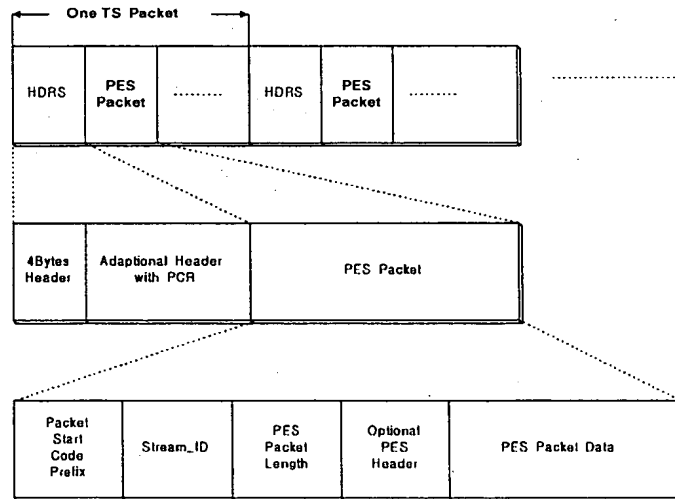 One TS Packet
HDRS
PES
Packet
........
HDRS
PES
Packet
........
4Bytes
Header
Adaptional Header
with PCR
PES Packet
Packet
Start
Code
Prefix
Stream_ID
PES
Packet
Length
Optional
PES
Header
PES Packet Data